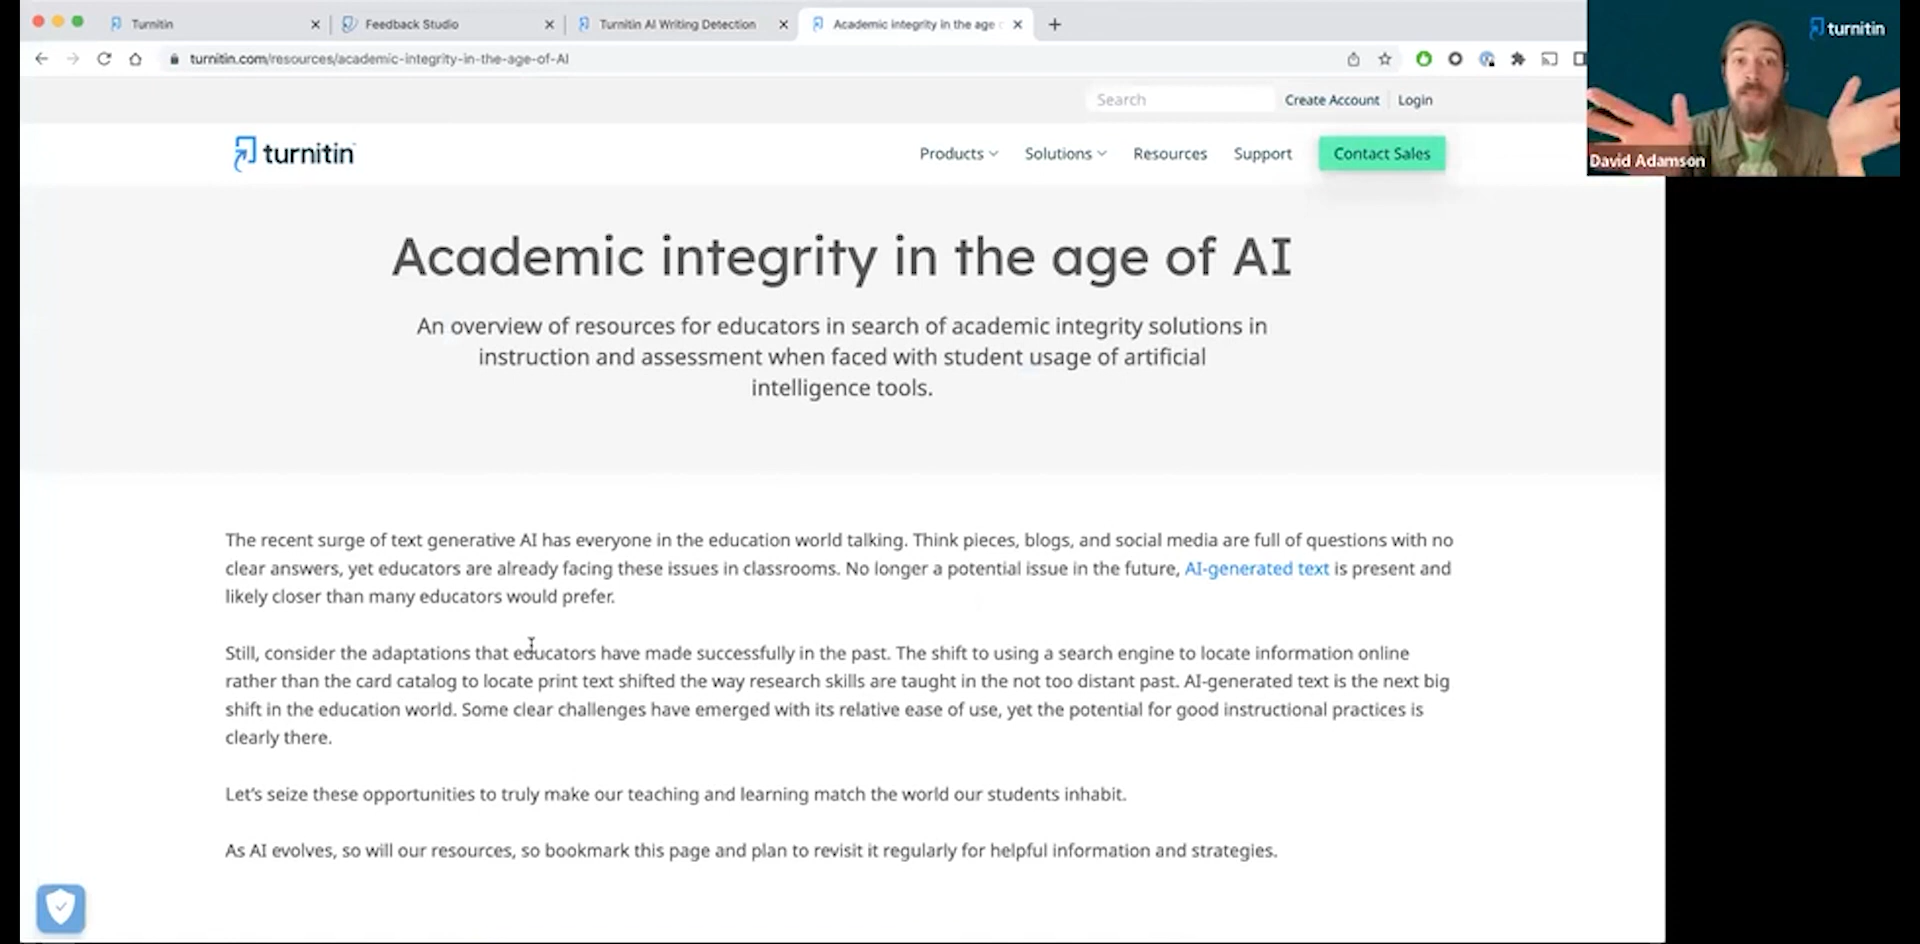 Turnitin
Feedback Studio
Turnitin AI Writing Detection
Academic integrity in the age
turnitin.com/resources/academic-integrity-in-the-age-of-AI
turnitin
David Adamson
Search
Create Account
Login
turnitin
Products
Solutions
Resources
Support
Contact Sales
Academic integrity in the age of AI
An overview of resources for educators in search of academic integrity solutions in
instruction and assessment when faced with student usage of artificial
intelligence tools.
The recent surge of text generative AI has everyone in the education world talking. Think pieces, blogs, and social media are full of questions with no
clear answers, yet educators are already facing these issues in classrooms. No longer a potential issue in the future, AI-generated text is present and
likely closer than many educators would prefer.
Still, consider the adaptations that educators have made successfully in the past. The shift to using a search engine to locate information online
rather than the card catalog to locate print text shifted the way research skills are taught in the not too distant past. AI-generated text is the next big
shift in the education world. Some clear challenges have emerged with its relative ease of use, yet the potential for good instructional practices is
clearly there.
Let's seize these opportunities to truly make our teaching and learning match the world our students inhabit.
As AI evolves, so will our resources, so bookmark this page and plan to revisit it regularly for helpful information and strategies.